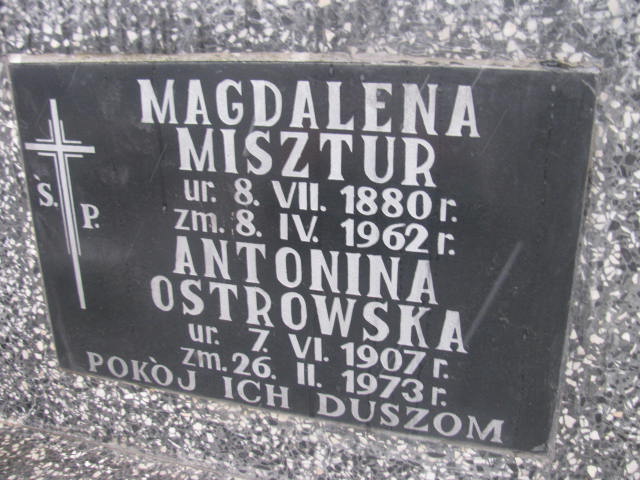 Ś. P.
MAGDALENA
MISZTUR
ur. 8. VII. 1880 r.
zm. 8. IV. 1962 r.
ANTONINA
OSTROWSKA
ur. 7. VI. 1907 r.
zm. 26. II. 1973 r.
POKÓJ ICH DUSZOM